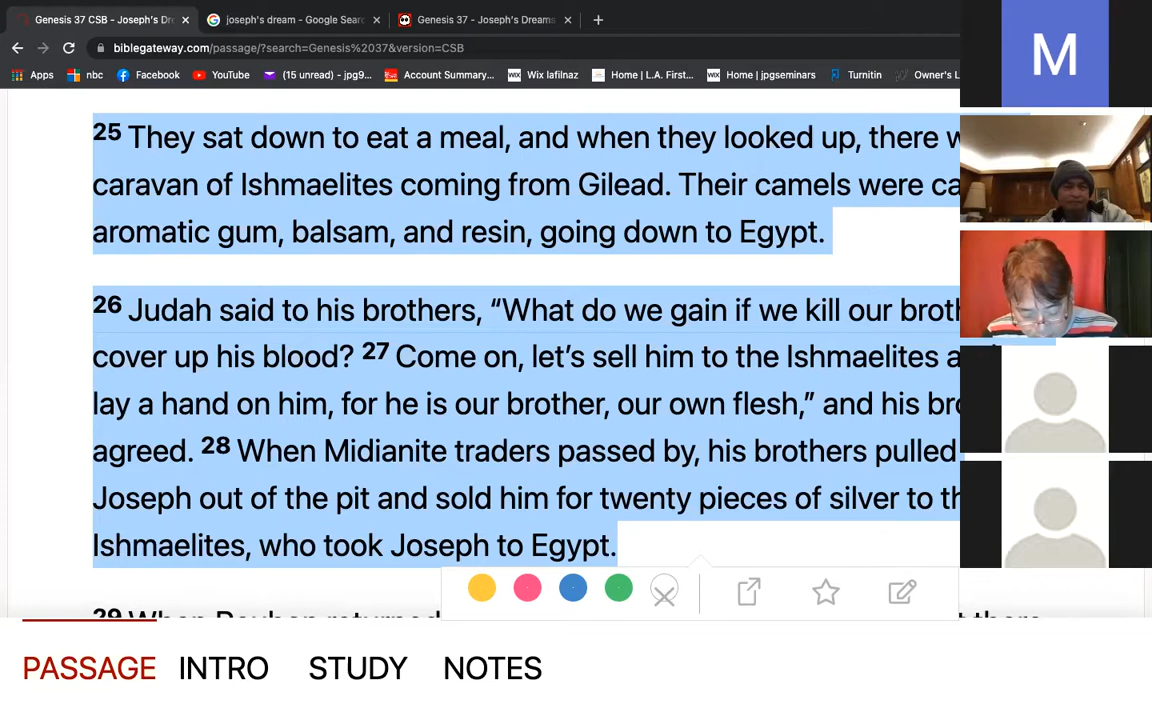 Genesis 37 CSB - Joseph's Dre
joseph's dream - Google Sear
Genesis 37 - Joseph's Dreams
biblegateway.com/passage/?search=Genesis%2037&version=CSB
Apps nbc Facebook YouTube (15 unread) - jpg9... Account Summary... Wix lafilnaz Home | L.A. First... Home | jpgseminars Turnitin Owner's L
M
25 They sat down to eat a meal, and when they looked up, there w
caravan of Ishmaelites coming from Gilead. Their camels were ca
aromatic gum, balsam, and resin, going down to Egypt.
26 Judah said to his brothers, “What do we gain if we kill our broth
cover up his blood? 27 Come on, let’s sell him to the Ishmaelites a
lay a hand on him, for he is our brother, our own flesh,” and his bro
agreed. 28 When Midianite traders passed by, his brothers pulled
Joseph out of the pit and sold him for twenty pieces of silver to th
Ishmaelites, who took Joseph to Egypt.
29 When Reuben returned
PASSAGE INTRO STUDY NOTES